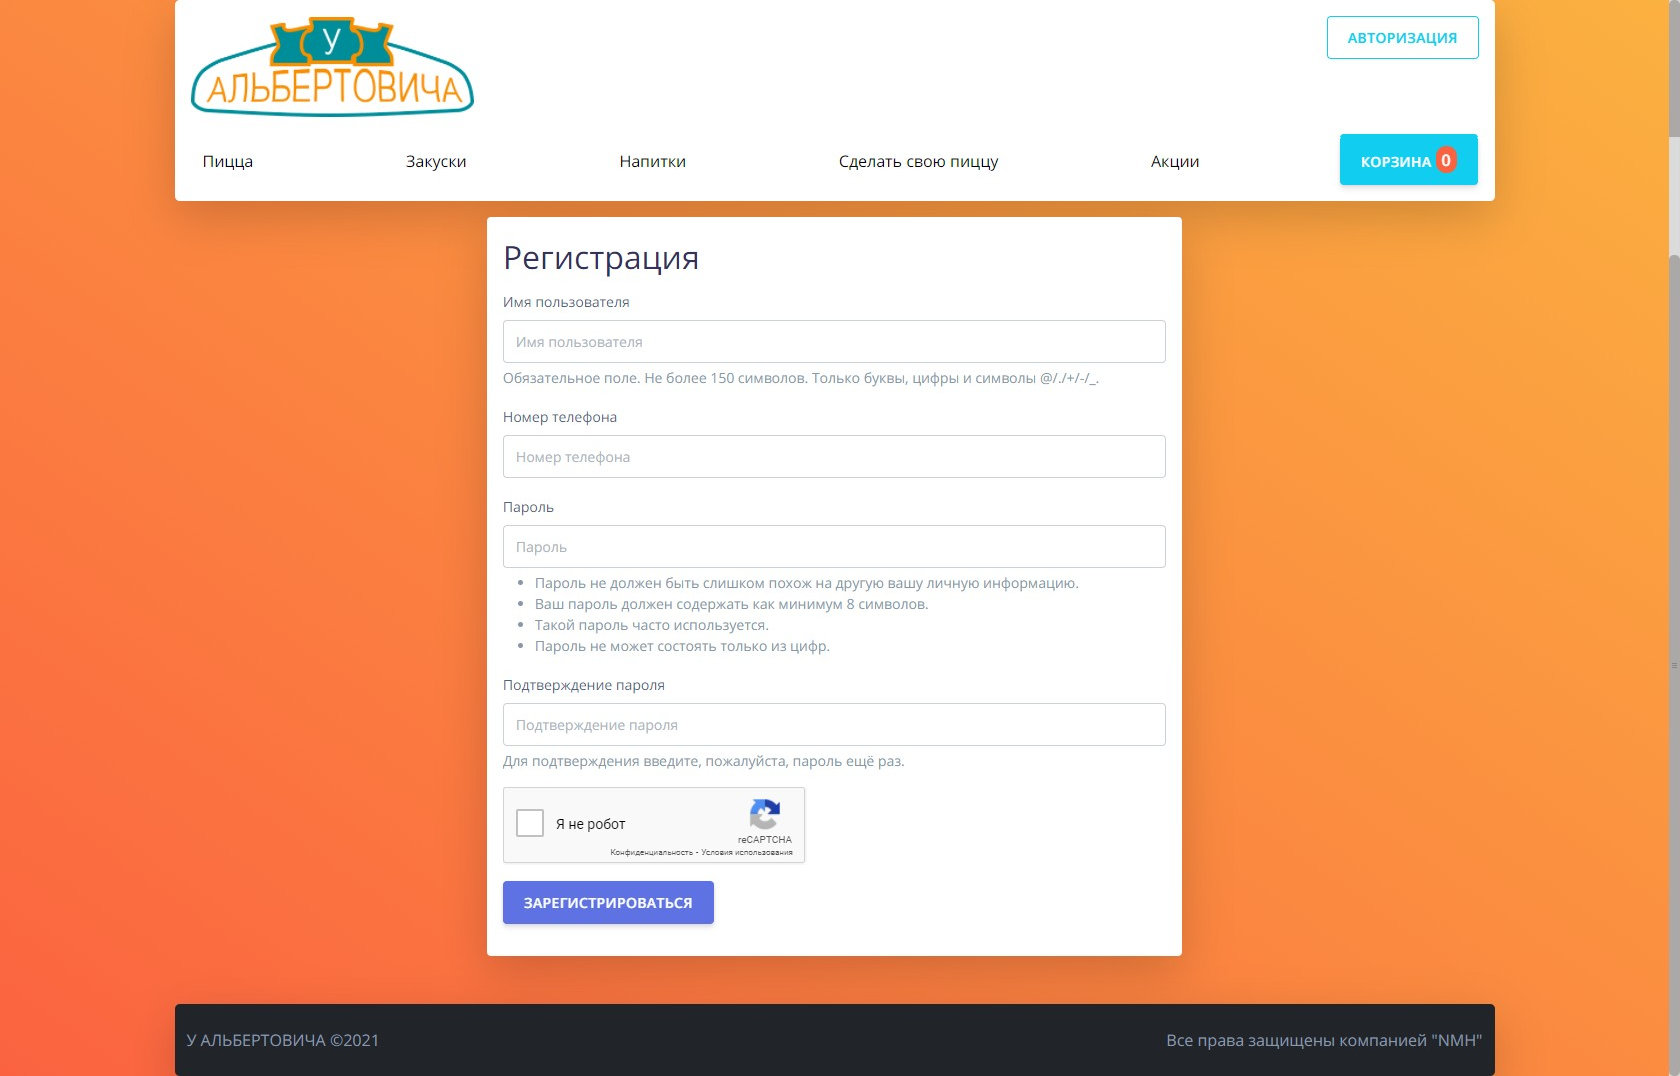 У
АЛЬБЕРТОВИЧА
АВТОРИЗАЦИЯ
Пицца
Закуски
Напитки
Сделать свою пиццу
Акции
КОРЗИНА 0
Регистрация
Имя пользователя
Имя пользователя
Обязательное поле. Не более 150 символов. Только буквы, цифры и символы @/./+/-/_.
Номер телефона
Номер телефона
Пароль
Пароль
Пароль не должен быть слишком похож на другую вашу личную информацию.
Ваш пароль должен содержать как минимум 8 символов.
Такой пароль часто используется.
Пароль не может состоять только из цифр.
Подтверждение пароля
Подтверждение пароля
Для подтверждения введите, пожалуйста, пароль ещё раз.
Я не робот
reCAPTCHA
Конфиденциальность - Условия использования
ЗАРЕГИСТРИРОВАТЬСЯ
У АЛЬБЕРТОВИЧА ©2021
Все права защищены компанией "NMH"